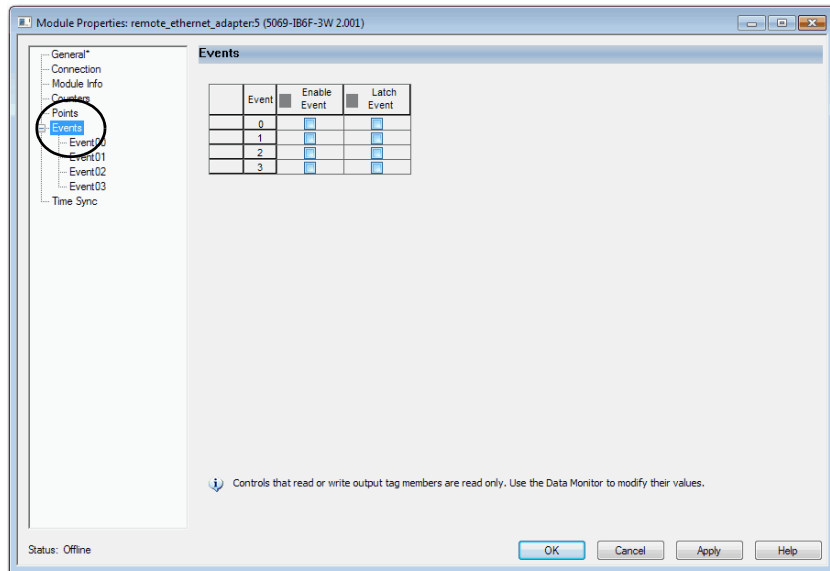 Module Properties: remote_ethernet_adapter:5 (5069-IB6F-3W 2.001)
General*
Connection
Module Info
Counters
Points
Events
Event00
Event01
Event02
Event03
Time Sync
Events
Event Enable Event Latch Event
0
1
2
3
Controls that read or write output tag members are read only. Use the Data Monitor to modify their values.
Status: Offline
OK Cancel Apply Help